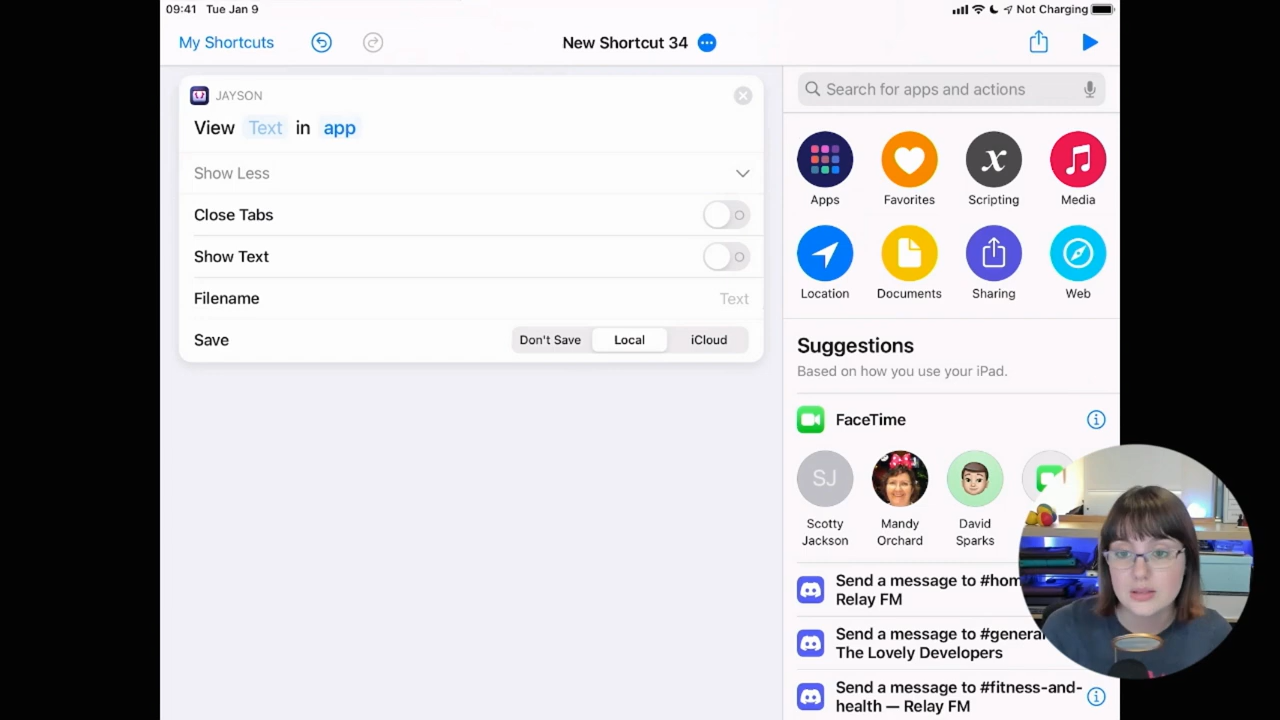 09:41 Tue Jan 9
Not Charging
My Shortcuts
New Shortcut 34
JAYSON
View Text in app
Show Less
Close Tabs
Show Text
Filename
Text
Save
Don't Save
Local
iCloud
Search for apps and actions
Apps
Favorites
Scripting
Media
Location
Documents
Sharing
Web
Suggestions
Based on how you use your iPad.
FaceTime
SJ
Scotty
Jackson
Mandy
Orchard
David
Sparks
Send a message to #hom
Relay FM
Send a message to #general
The Lovely Developers
Send a message to #fitness-and-
health — Relay FM